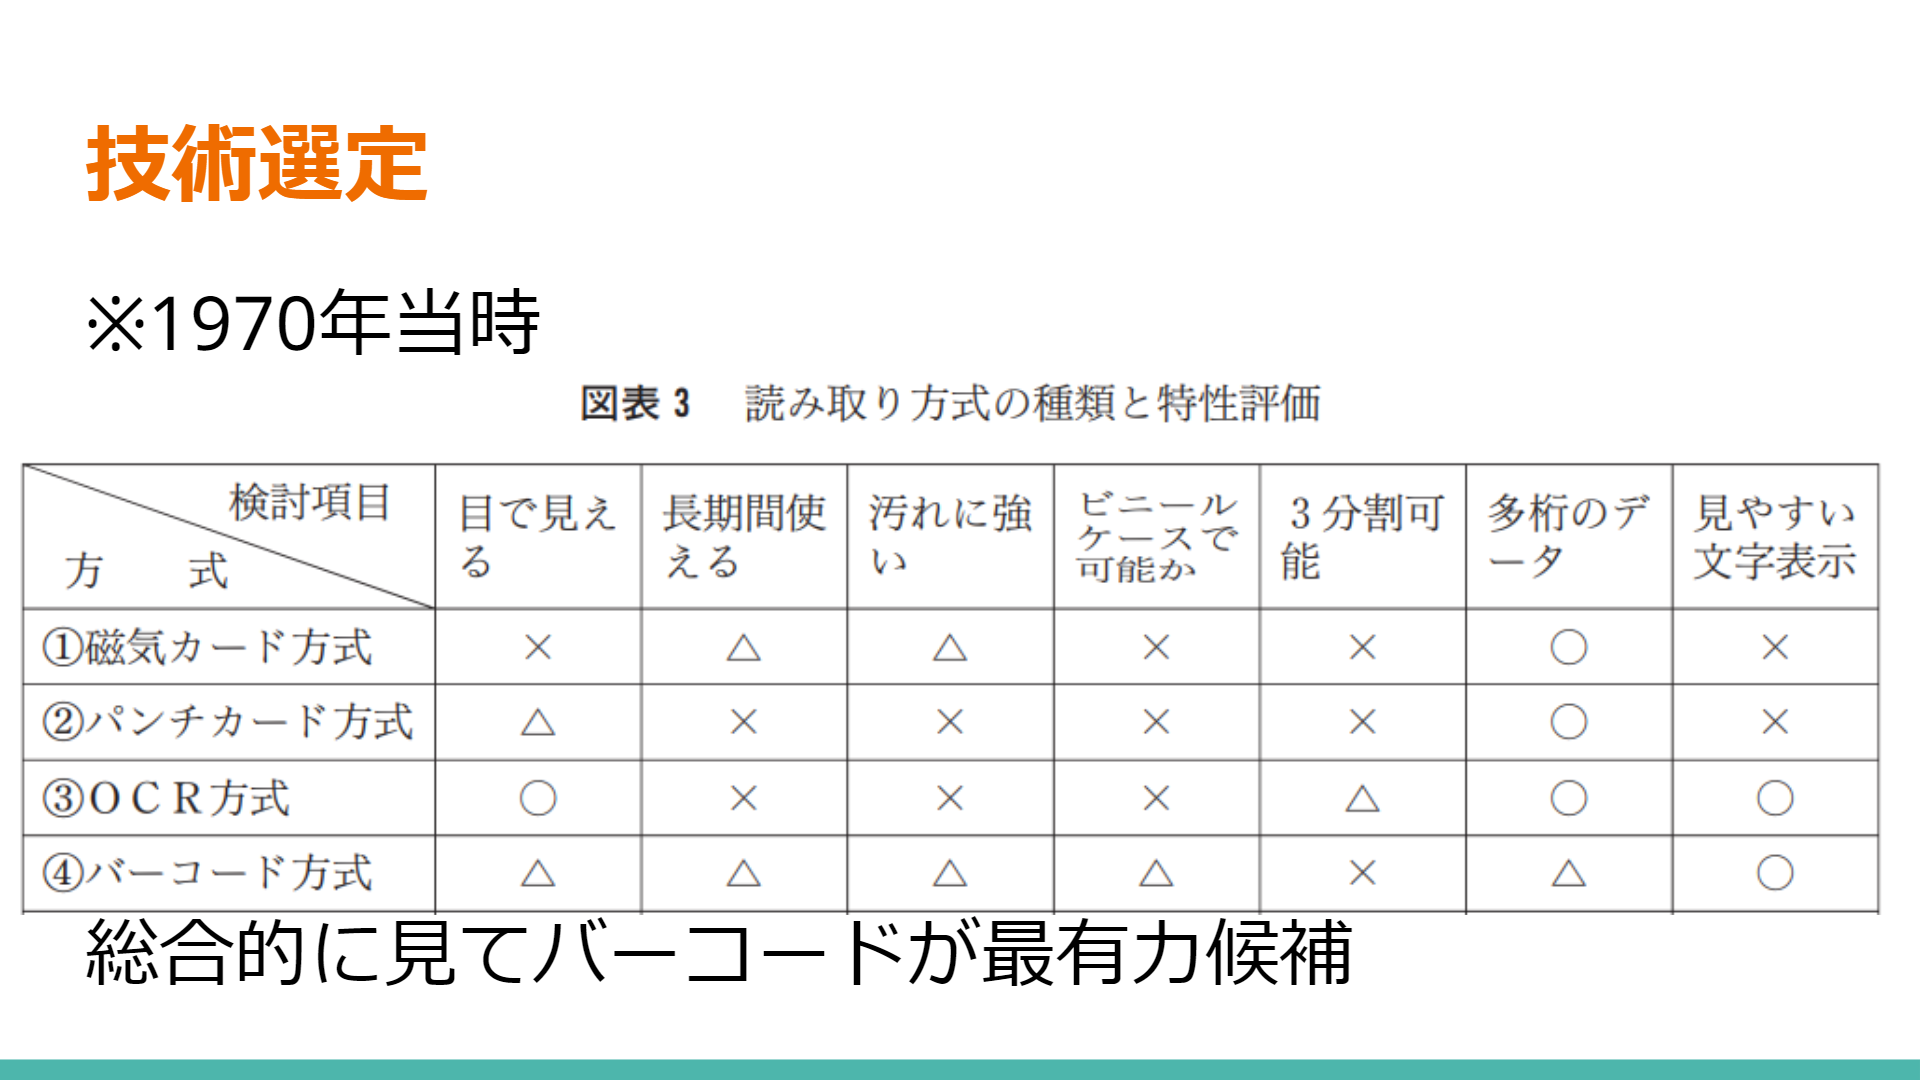 技術選定
※1970年当時
図表3 読み取り方式の種類と特性評価
検討項目
方 式
目で見え
る
長期間使
える
汚れに強
い
ビニール
ケースで
可能か
3分割可
能
多桁のデ
ータ
見やすい
文字表示
①磁気カード方式 × △ △ × × ○ ×
②パンチカード方式 △ × × × × ○ ×
③OCR方式 ○ × × × △ ○ ○
④バーコード方式 △ △ △ △ × △ ○
総合的に見てバーコードが最有力候補